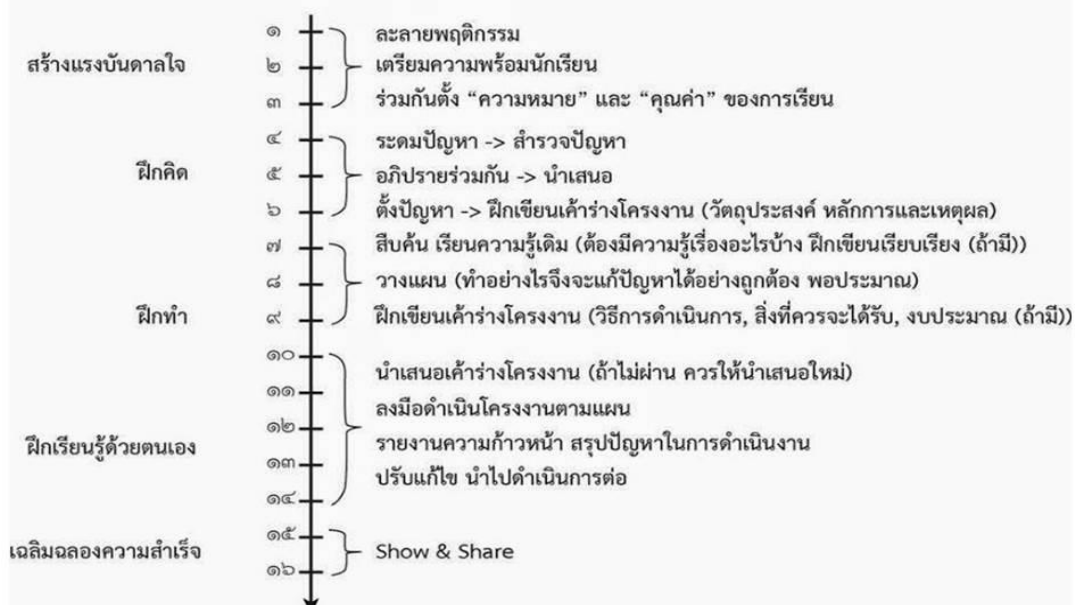 ๑ ละลายพฤติกรรม
สร้างแรงบันดาลใจ ๒ เตรียมความพร้อมนักเรียน
๓ ร่วมกันตั้ง “ความหมาย” และ “คุณค่า” ของการเรียน
๔ ระดมปัญหา -> สำรวจปัญหา
ฝึกคิด ๕ อภิปรายร่วมกัน -> นำเสนอ
๖ ตั้งปัญหา -> ฝึกเขียนเค้าร่างโครงงาน (วัตถุประสงค์ หลักการและเหตุผล)
๗ สืบค้น เรียนความรู้เดิม (ต้องมีความรู้เรื่องอะไรบ้าง ฝึกเขียนเรียบเรียง (ถ้ามี))
๘ วางแผน (ทำอย่างไรจึงจะแก้ปัญหาได้อย่างถูกต้อง พอประมาณ)
ฝึกทำ ๙ ฝึกเขียนเค้าร่างโครงงาน (วิธีการดำเนินการ, สิ่งที่ควรจะได้รับ, งบประมาณ (ถ้ามี))
๑๐
นำเสนอเค้าร่างโครงงาน (ถ้าไม่ผ่าน ควรให้นำเสนอใหม่)
๑๑
ลงมือดำเนินโครงงานตามแผน
๑๒
ฝึกเรียนรู้ด้วยตนเอง รายงานความก้าวหน้า สรุปปัญหาในการดำเนินงาน
๑๓
ปรับแก้ไข นำไปดำเนินการต่อ
๑๔
๑๕
เฉลิมฉลองความสำเร็จ Show & Share
๑๖